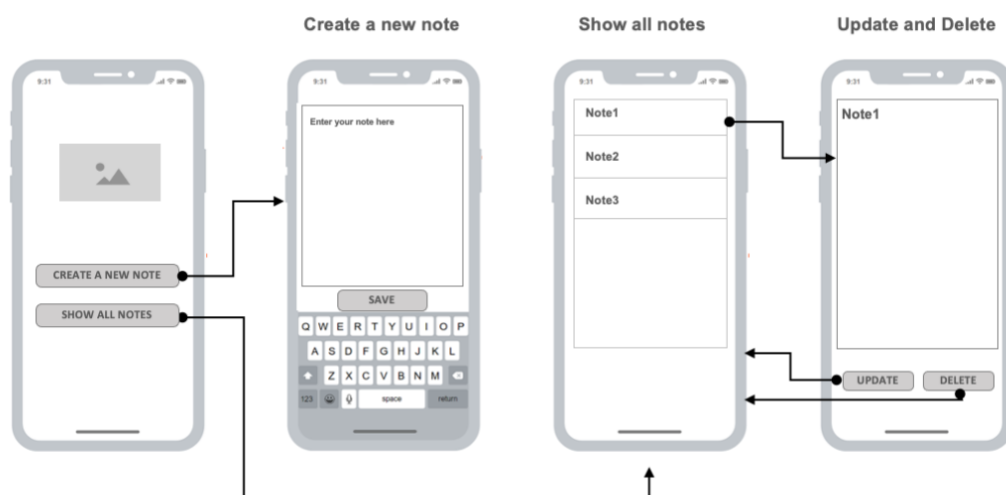 Create a new note
Show all notes
Update and Delete
9:31
CREATE A NEW NOTE
SHOW ALL NOTES
9:31
Enter your note here
SAVE
Q W E R T Y U I O P
A S D F G H J K L
Z X C V B N M
123 space return
9:31
Note1
Note2
Note3
9:31
Note1
UPDATE DELETE